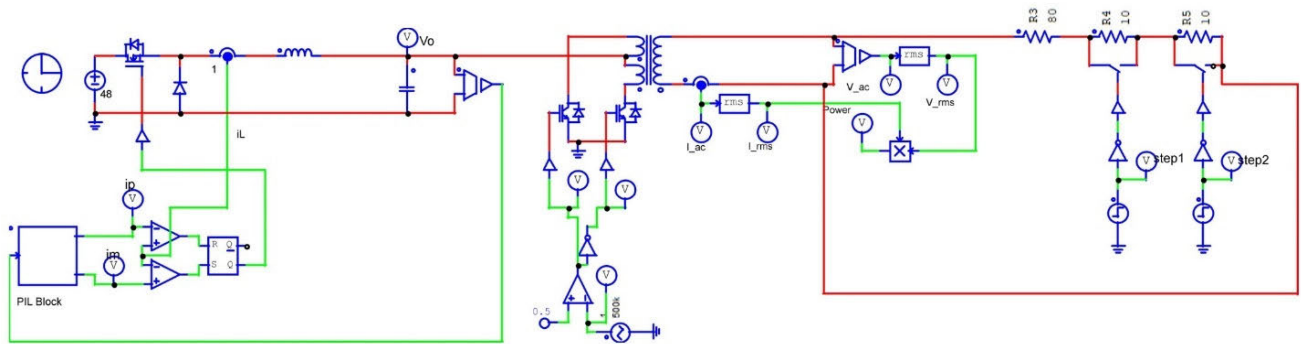 R3
80
R4
10
R5
10
V
Vo
48
1
iL
V
V_ac
rms
V
V_rms
rms
V
I_ac
V
I_rms
Power
V
V
step1
V
step2
ip
V
im
V
R
Q
S
Q
PIL Block
V
V
V
0.5
500k